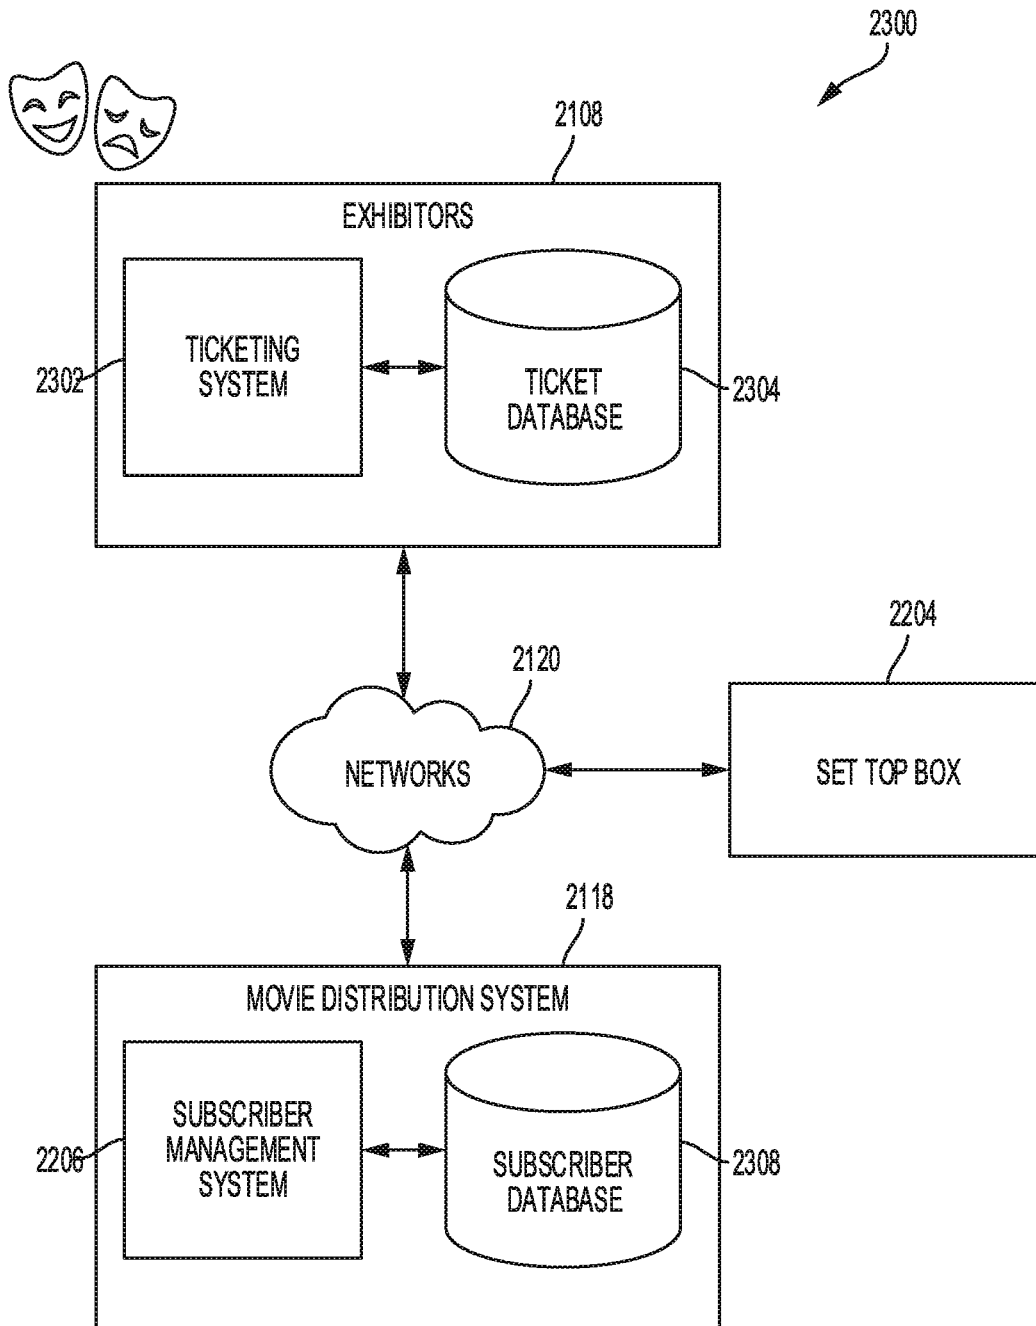 2300
2108
EXHIBITORS
TICKETING
SYSTEM
2302
TICKET
DATABASE
2304
2120
NETWORKS
2204
SET TOP BOX
2118
MOVIE DISTRIBUTION SYSTEM
SUBSCRIBER
MANAGEMENT
SYSTEM
2206
SUBSCRIBER
DATABASE
2308